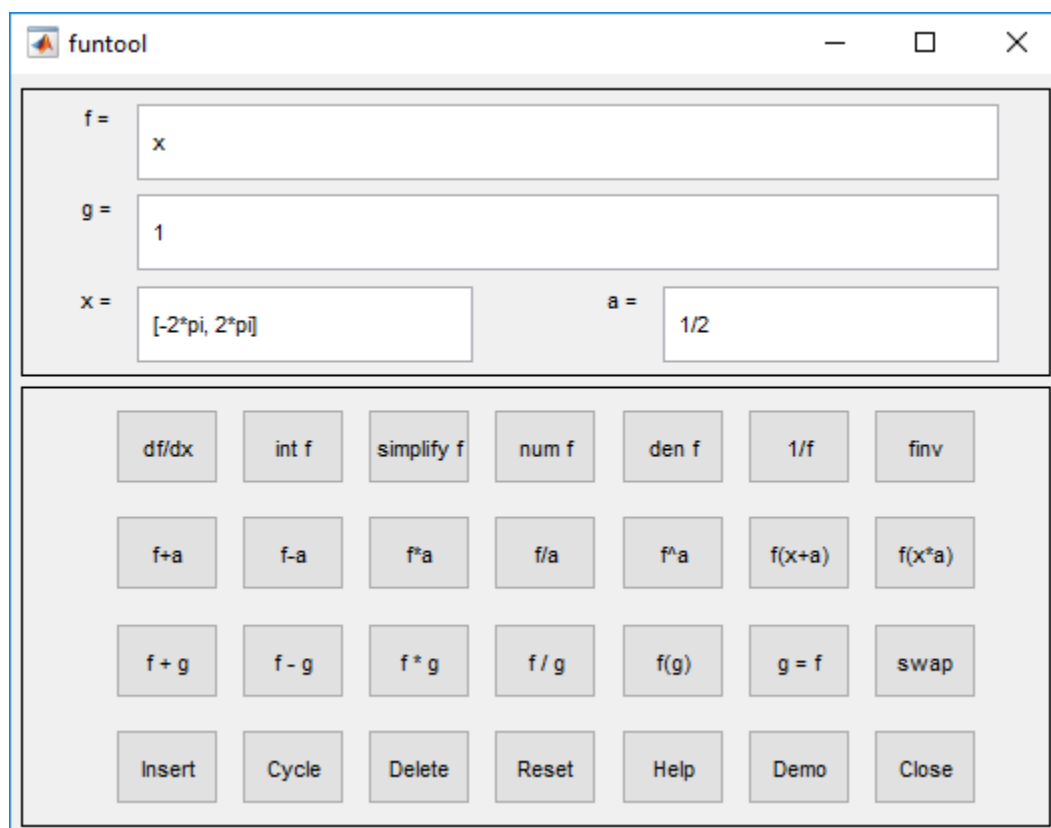 funtool
f =
x
g =
1
x =
[-2*pi, 2*pi]
a =
1/2
df/dx
int f
simplify f
num f
den f
1/f
finv
f+a
f-a
f*a
f/a
f^a
f(x+a)
f(x*a)
f + g
f - g
f * g
f / g
f(g)
g = f
swap
Insert
Cycle
Delete
Reset
Help
Demo
Close